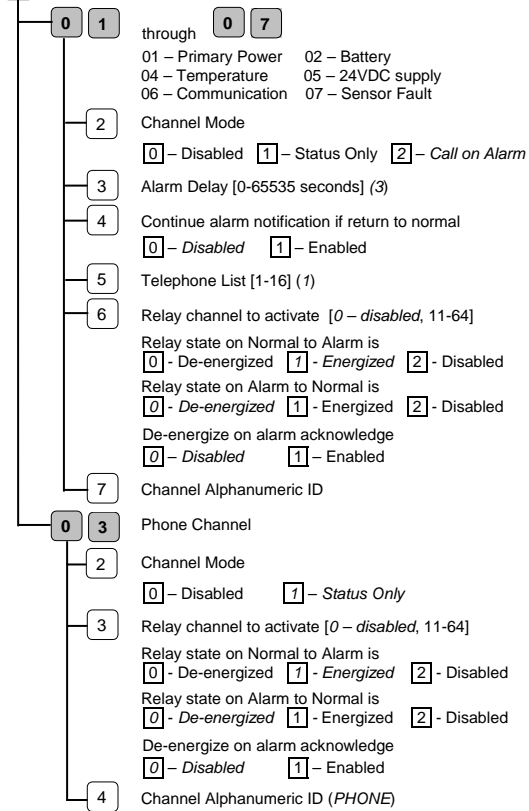 0 1 through 0 7
01 – Primary Power 02 – Battery
04 – Temperature 05 – 24VDC supply
06 – Communication 07 – Sensor Fault
2 Channel Mode
0 – Disabled 1 – Status Only 2 – Call on Alarm
3 Alarm Delay [0-65535 seconds] (3)
4 Continue alarm notification if return to normal
0 – Disabled 1 – Enabled
5 Telephone List [1-16] (1)
6 Relay channel to activate [0 – disabled, 11-64]
Relay state on Normal to Alarm is
0 - De-energized 1 - Energized 2 - Disabled
Relay state on Alarm to Normal is
0 - De-energized 1 - Energized 2 - Disabled
De-energize on alarm acknowledge
0 – Disabled 1 – Enabled
7 Channel Alphanumeric ID
0 3 Phone Channel
2 Channel Mode
0 – Disabled 1 – Status Only
3 Relay channel to activate [0 – disabled, 11-64]
Relay state on Normal to Alarm is
0 - De-energized 1 - Energized 2 - Disabled
Relay state on Alarm to Normal is
0 - De-energized 1 - Energized 2 - Disabled
De-energize on alarm acknowledge
0 – Disabled 1 – Enabled
4 Channel Alphanumeric ID (PHONE)